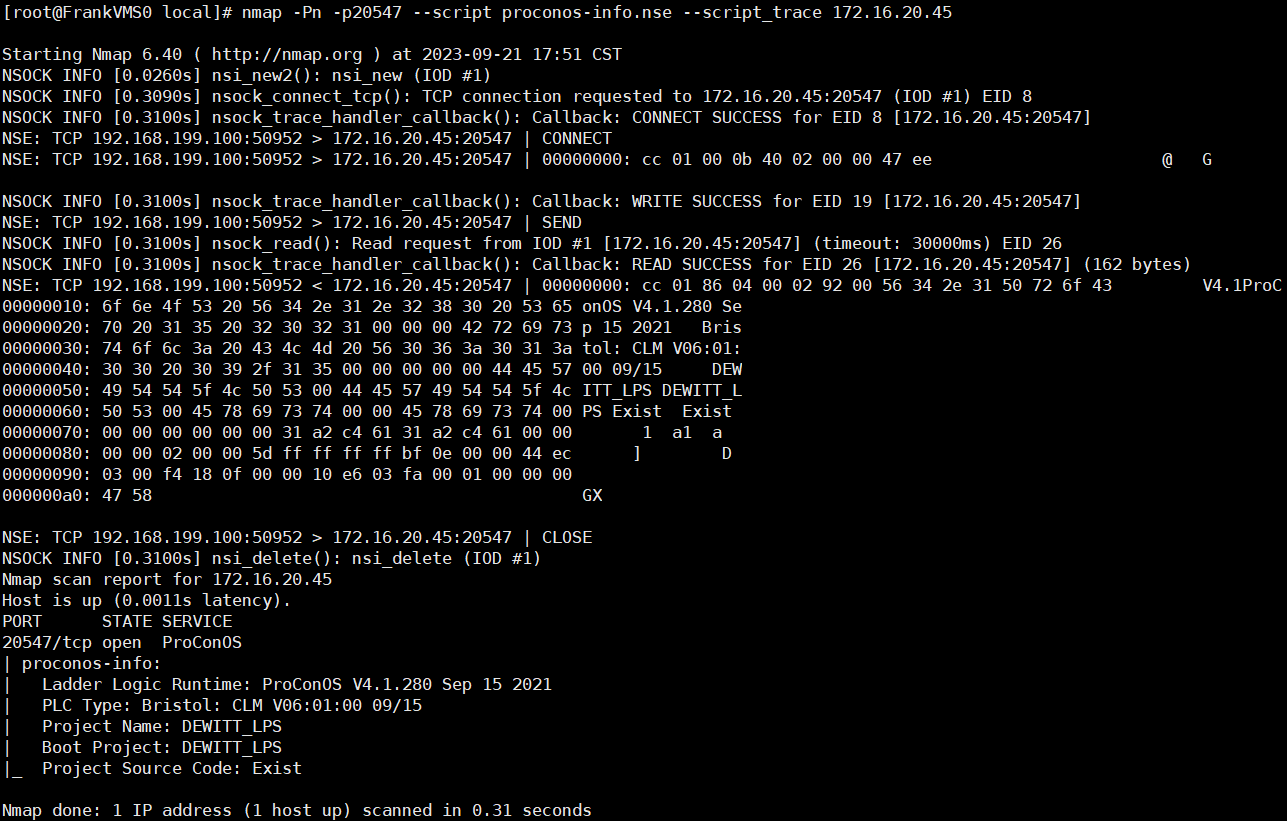 [root@FrankVMS0 local]# nmap -Pn -p20547 --script proconos-info.nse --script_trace 172.16.20.45
Starting Nmap 6.40 ( http://nmap.org ) at 2023-09-21 17:51 CST
NSOCK INFO [0.0260s] nsi_new2(): nsi_new (IOD #1)
NSOCK INFO [0.3090s] nsock_connect_tcp(): TCP connection requested to 172.16.20.45:20547 (IOD #1) EID 8
NSOCK INFO [0.3100s] nsock_trace_handler_callback(): Callback: CONNECT SUCCESS for EID 8 [172.16.20.45:20547]
NSE: TCP 192.168.199.100:50952 > 172.16.20.45:20547 | CONNECT
NSE: TCP 192.168.199.100:50952 > 172.16.20.45:20547 | 00000000: cc 01 00 0b 40 02 00 00 47 ee                       @   G
NSOCK INFO [0.3100s] nsock_trace_handler_callback(): Callback: WRITE SUCCESS for EID 19 [172.16.20.45:20547]
NSE: TCP 192.168.199.100:50952 > 172.16.20.45:20547 | SEND
NSOCK INFO [0.3100s] nsock_read(): Read request from IOD #1 [172.16.20.45:20547] (timeout: 30000ms) EID 26
NSOCK INFO [0.3100s] nsock_trace_handler_callback(): Callback: READ SUCCESS for EID 26 [172.16.20.45:20547] (162 bytes)
NSE: TCP 192.168.199.100:50952 < 172.16.20.45:20547 | 00000000: cc 01 86 04 00 02 92 00 56 34 2e 31 50 72 6f 43         V4.1ProC
00000010: 6f 6e 4f 53 20 56 34 2e 31 2e 32 38 30 20 53 65 onOS V4.1.280 Se
00000020: 70 20 31 35 20 32 30 32 31 00 00 00 42 72 69 73 p 15 2021   Bris
00000030: 74 6f 6c 3a 20 43 4c 4d 20 56 30 36 3a 30 31 3a tol: CLM V06:01:
00000040: 30 30 20 30 39 2f 31 35 00 00 00 00 00 44 45 57 00 09/15     DEW
00000050: 49 54 54 5f 4c 50 53 00 44 45 57 49 54 54 5f 4c ITT_LPS DEWITT_L
00000060: 50 53 00 45 78 69 73 74 00 00 45 78 69 73 74 00 PS Exist  Exist
00000070: 00 00 00 00 00 00 31 a2 c4 61 31 a2 c4 61 00 00       1  a1  a
00000080: 00 00 02 00 00 5d ff ff ff ff bf 0e 00 00 44 ec      ]        D
00000090: 03 00 f4 18 0f 00 00 10 e6 03 fa 00 01 00 00 00
000000a0: 47 58                                           GX
NSE: TCP 192.168.199.100:50952 > 172.16.20.45:20547 | CLOSE
NSOCK INFO [0.3100s] nsi_delete(): nsi_delete (IOD #1)
Nmap scan report for 172.16.20.45
Host is up (0.0011s latency).
PORT      STATE SERVICE
20547/tcp open  ProConOS
| proconos-info:
|   Ladder Logic Runtime: ProConOS V4.1.280 Sep 15 2021
|   PLC Type: Bristol: CLM V06:01:00 09/15
|   Project Name: DEWITT_LPS
|   Boot Project: DEWITT_LPS
|_  Project Source Code: Exist
Nmap done: 1 IP address (1 host up) scanned in 0.31 seconds